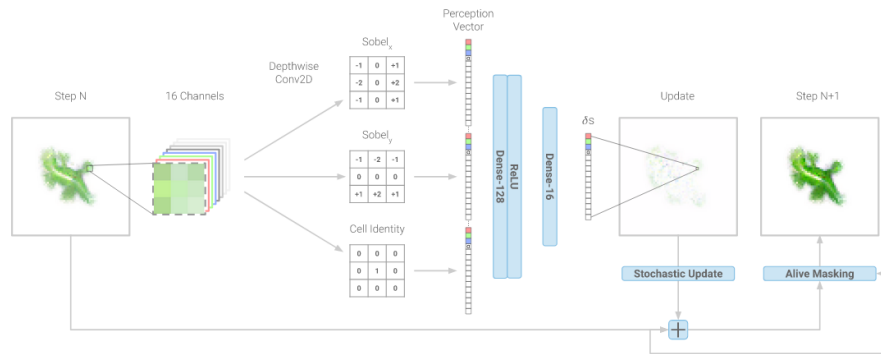 Perception
Vector
Sobelₓ
Depthwise
Conv2D
-1 0 +1
-2 0 +2
-1 0 +1
Step N
16 Channels
Sobelᵧ
-1 -2 -1
0 0 0
+1 +2 +1
Cell Identity
0 0 0
0 1 0
0 0 0
Dense-128
ReLU
Dense-16
δs
Update
Step N+1
Stochastic Update
Alive Masking
+